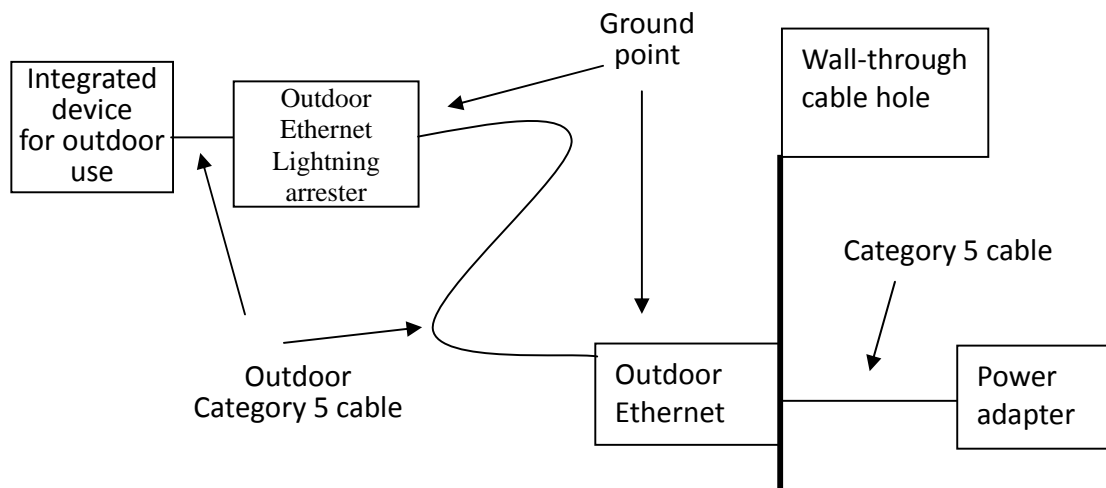 Integrated
device
for outdoor
use
Outdoor
Ethernet
Lightning
arrester
Ground
point
Wall-through
cable hole
Category 5 cable
Outdoor
Category 5 cable
Outdoor
Ethernet
Power
adapter